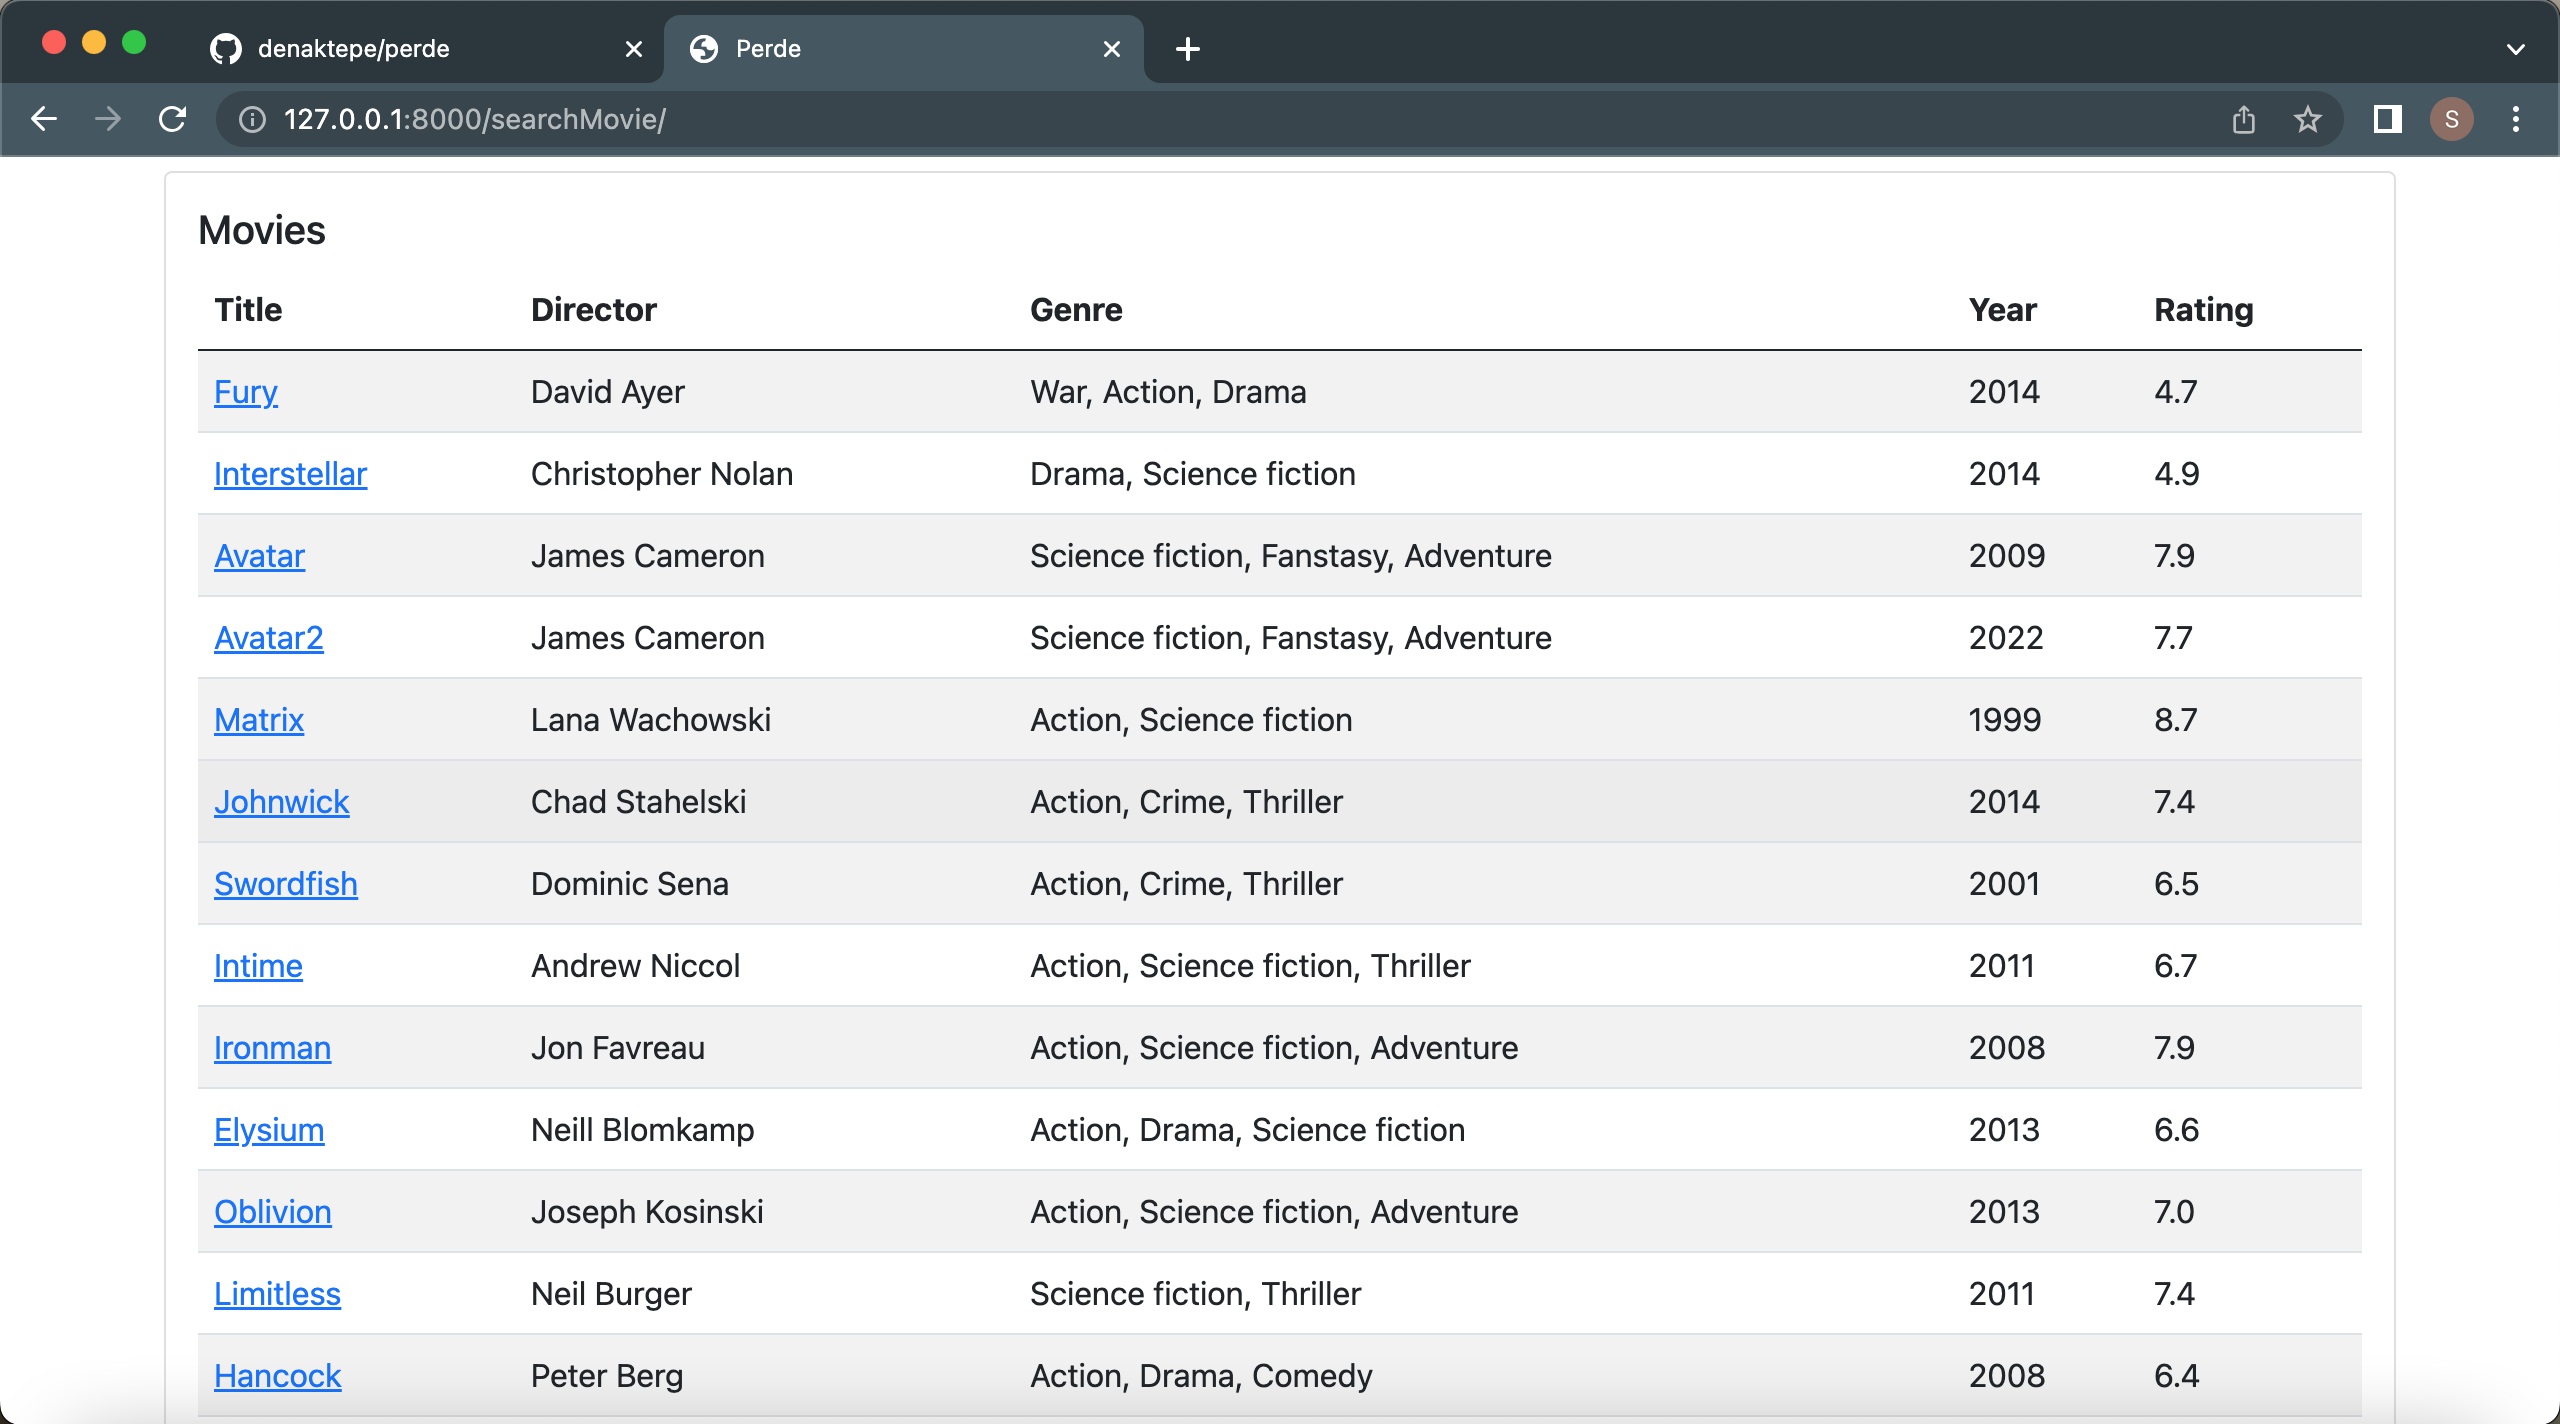 denaktepe/perde Perde
127.0.0.1:8000/searchMovie/ S
Movies
Title Director Genre Year Rating
Fury David Ayer War, Action, Drama 2014 4.7
Interstellar Christopher Nolan Drama, Science fiction 2014 4.9
Avatar James Cameron Science fiction, Fanstasy, Adventure 2009 7.9
Avatar2 James Cameron Science fiction, Fanstasy, Adventure 2022 7.7
Matrix Lana Wachowski Action, Science fiction 1999 8.7
Johnwick Chad Stahelski Action, Crime, Thriller 2014 7.4
Swordfish Dominic Sena Action, Crime, Thriller 2001 6.5
Intime Andrew Niccol Action, Science fiction, Thriller 2011 6.7
Ironman Jon Favreau Action, Science fiction, Adventure 2008 7.9
Elysium Neill Blomkamp Action, Drama, Science fiction 2013 6.6
Oblivion Joseph Kosinski Action, Science fiction, Adventure 2013 7.0
Limitless Neil Burger Science fiction, Thriller 2011 7.4
Hancock Peter Berg Action, Drama, Comedy 2008 6.4